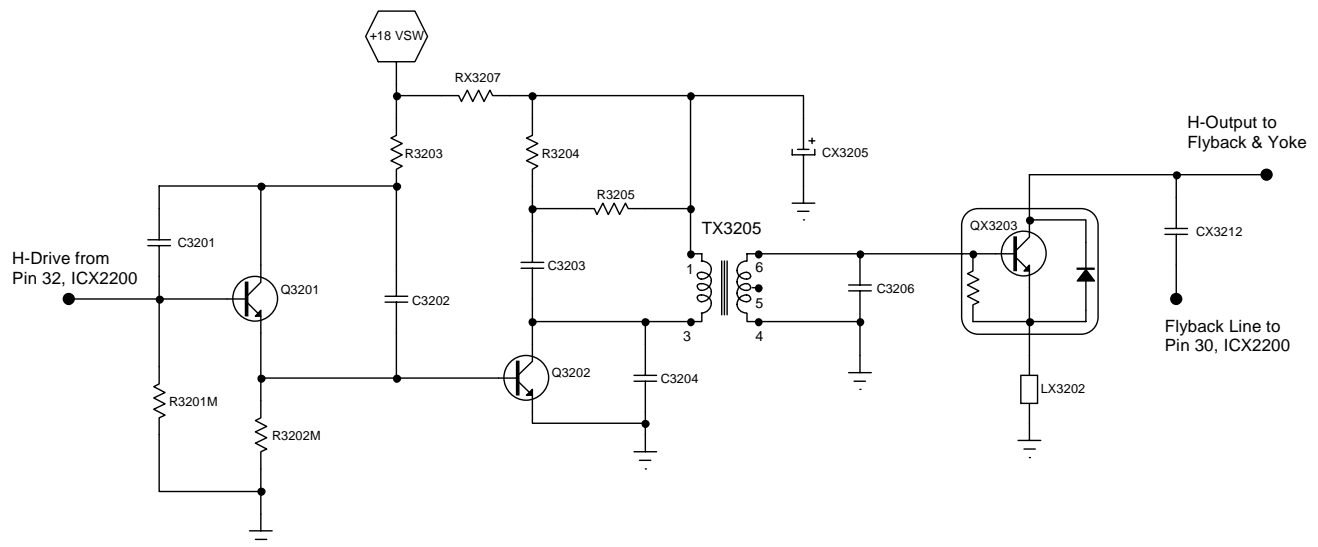 +18 VSW
RX3207
R3203
R3204
CX3205
R3205
TX3205
H-Output to
Flyback & Yoke
C3201
H-Drive from
Pin 32, ICX2200
Q3201
C3202
C3203
1
3
6
5
4
C3206
QX3203
CX3212
Flyback Line to
Pin 30, ICX2200
R3201M
R3202M
Q3202
C3204
LX3202
+